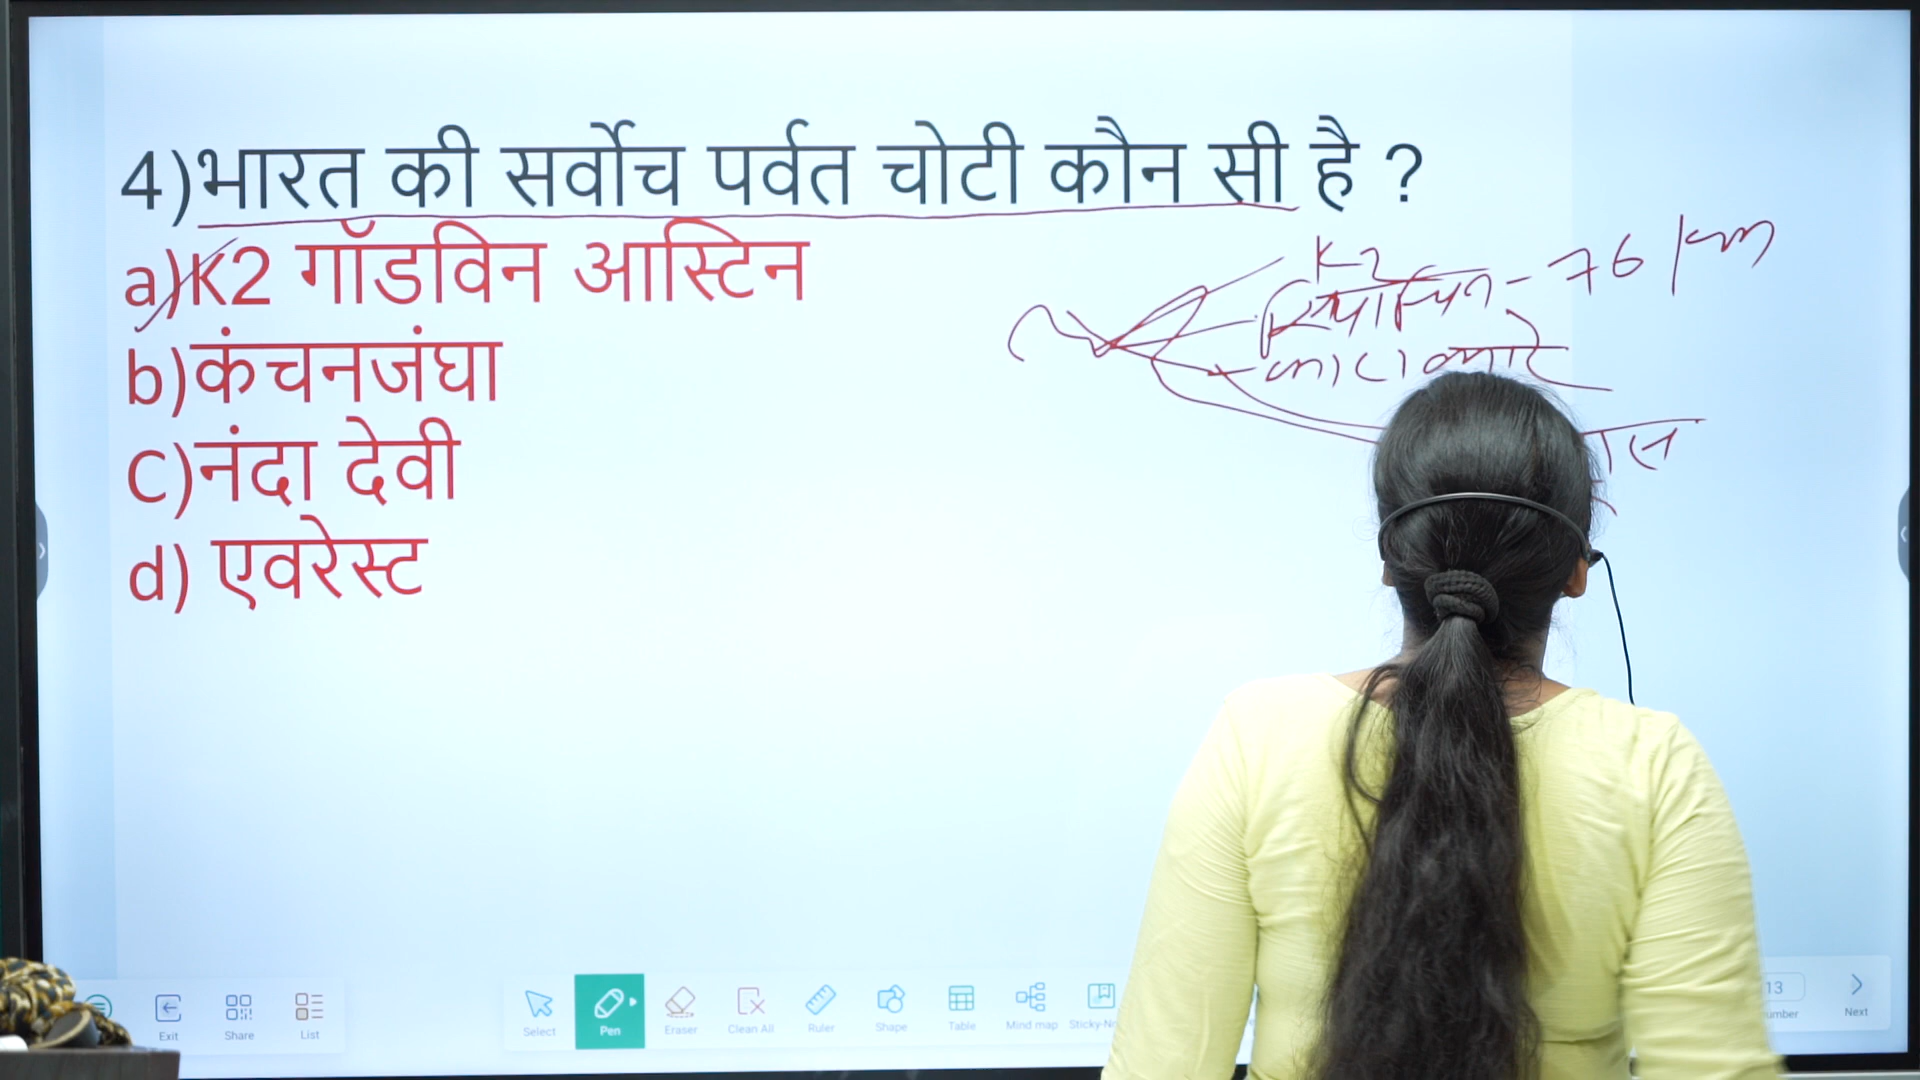 4)भारत की सर्वोच पर्वत चोटी कौन सी है ?
a)K2 गॉडविन आस्टिन
b)कंचनजंघा
C)नंदा देवी
d) एवरेस्ट
K2
सियाचिन - 76 km
Exit
Share
List
Select
Pen
Eraser
Clean All
Ruler
Shape
Table
Mind map
13
Next